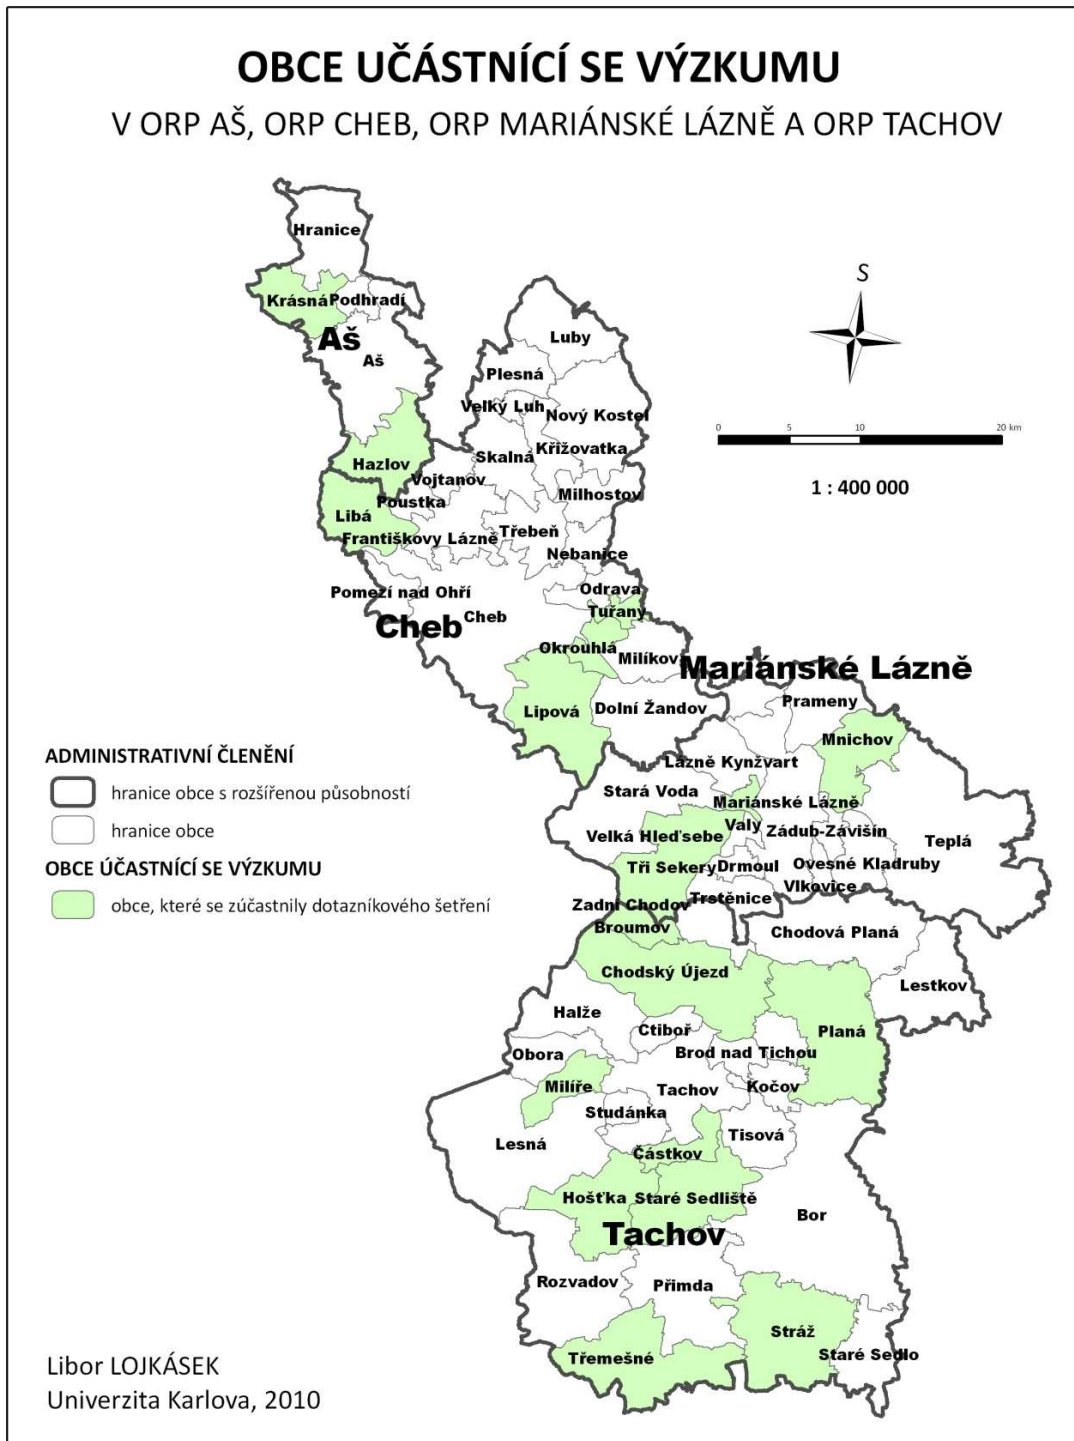 OBCE UČÁSTNÍCÍ SE VÝZKUMU
V ORP AŠ, ORP CHEB, ORP MARIÁNSKÉ LÁZNĚ A ORP TACHOV
Hranice
S
Krásná
Podhradí
Aš
Aš
Luby
Plesná
Velký Luh
Nový Kostel
0 5 10 20 km
Křižovatka
Skalná
Hazlov
Vojtanov
1 : 400 000
Milhostov
Poustka
Libá
Františkovy Lázně
Třebeň
Nebanice
Pomezí nad Ohří
Odrava
Tuřany
Cheb
Cheb
Okrouhlá
Milíkov
Mariánské Lázně
Lipová
Dolní Žandov
Prameny
Mnichov
ADMINISTRATIVNÍ ČLENĚNÍ
hranice obce s rozšířenou působností
hranice obce
OBCE ÚČASTNÍCÍ SE VÝZKUMU
obce, které se zúčastnily dotazníkového šetření
Lázně Kynžvart
Stará Voda
Mariánské Lázně
Velká Hleďsebe
Valy
Zádub-Závišín
Teplá
Tři Sekery
Drmoul
Ovesné Kladruby
Vlkovice
Trstěnice
Zadní Chodov
Broumov
Chodová Planá
Chodský Újezd
Lestkov
Halže
Ctiboř
Planá
Obora
Brod nad Tichou
Milíře
Tachov
Kočov
Studánka
Lesná
Tisová
Částkov
Hošťka
Staré Sedliště
Bor
Tachov
Rozvadov
Přimda
Stráž
Třemešné
Staré Sedlo
Libor LOJKÁSEK
Univerzita Karlova, 2010